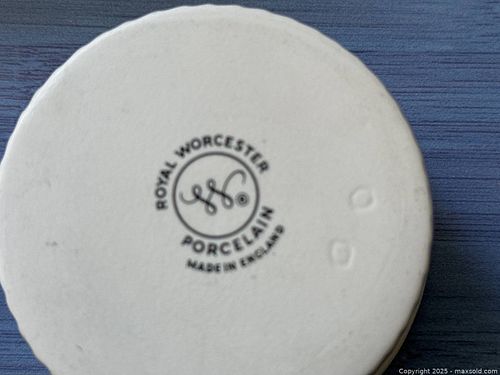 ROYAL WORCESTER
W ®
PORCELAIN
MADE IN ENGLAND
Copyright 2025 - maxsold.com